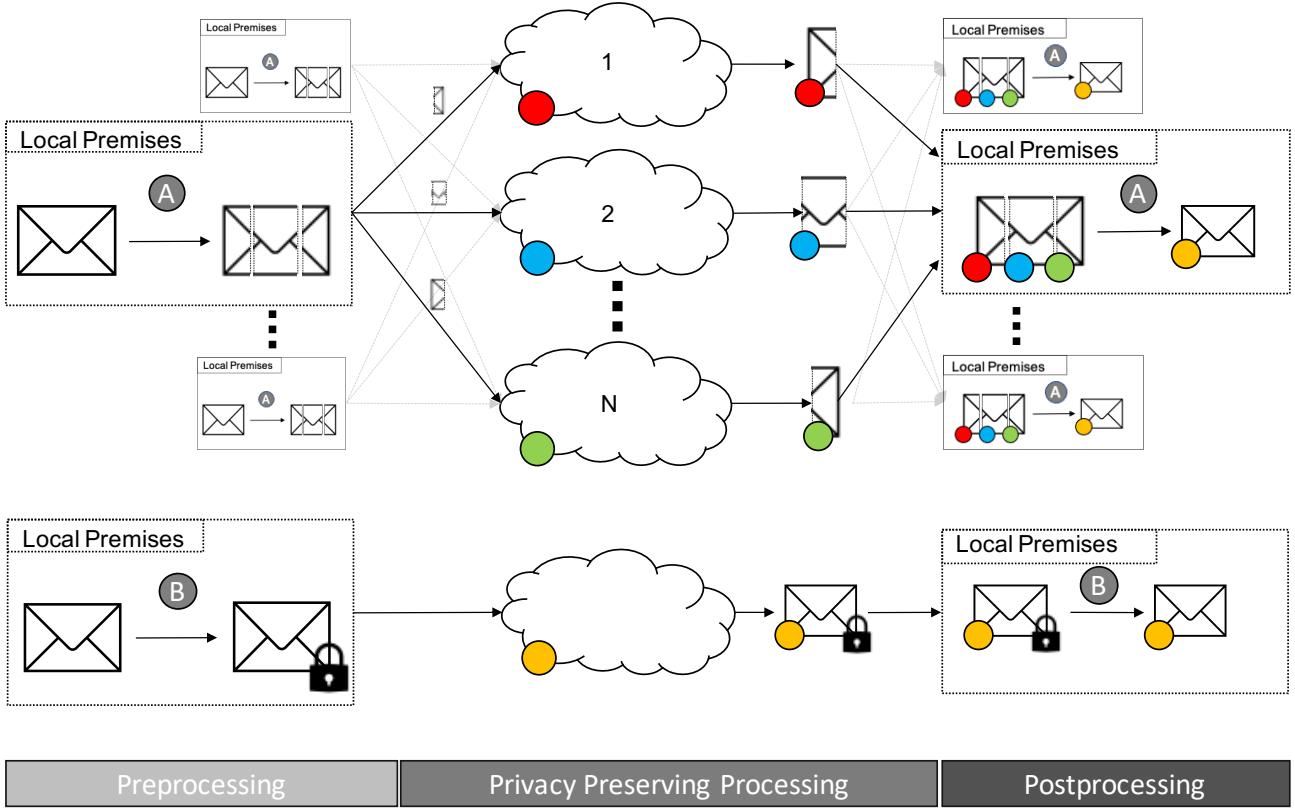 Local Premises
A
1
Local Premises
A
Local Premises
A
2
Local Premises
A
Local Premises
A
N
Local Premises
A
Local Premises
B
Local Premises
B
Preprocessing
Privacy Preserving Processing
Postprocessing